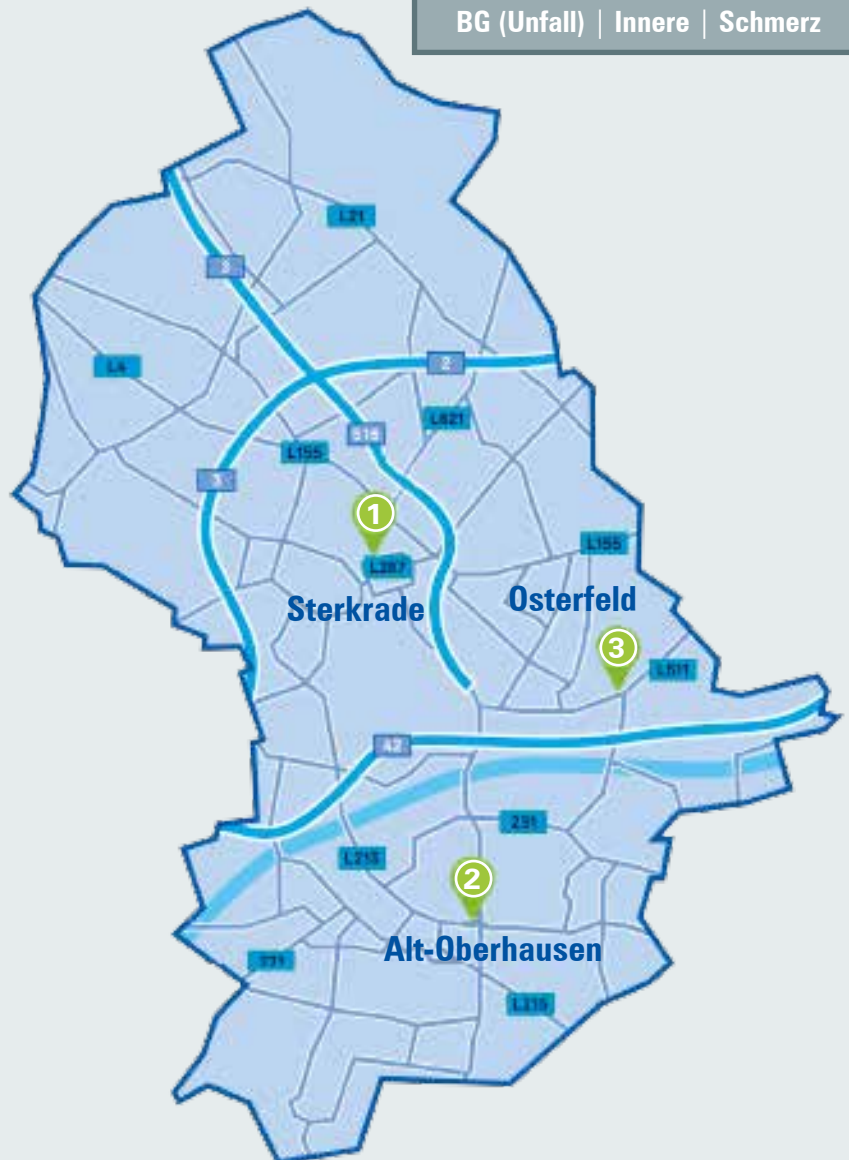 BG (Unfall) | Innere | Schmerz
L21
3
L4
2
L621
516
L155
3
1
L287
L155
Sterkrade
Osterfeld
3
L511
42
231
L215
2
Alt-Oberhausen
L215